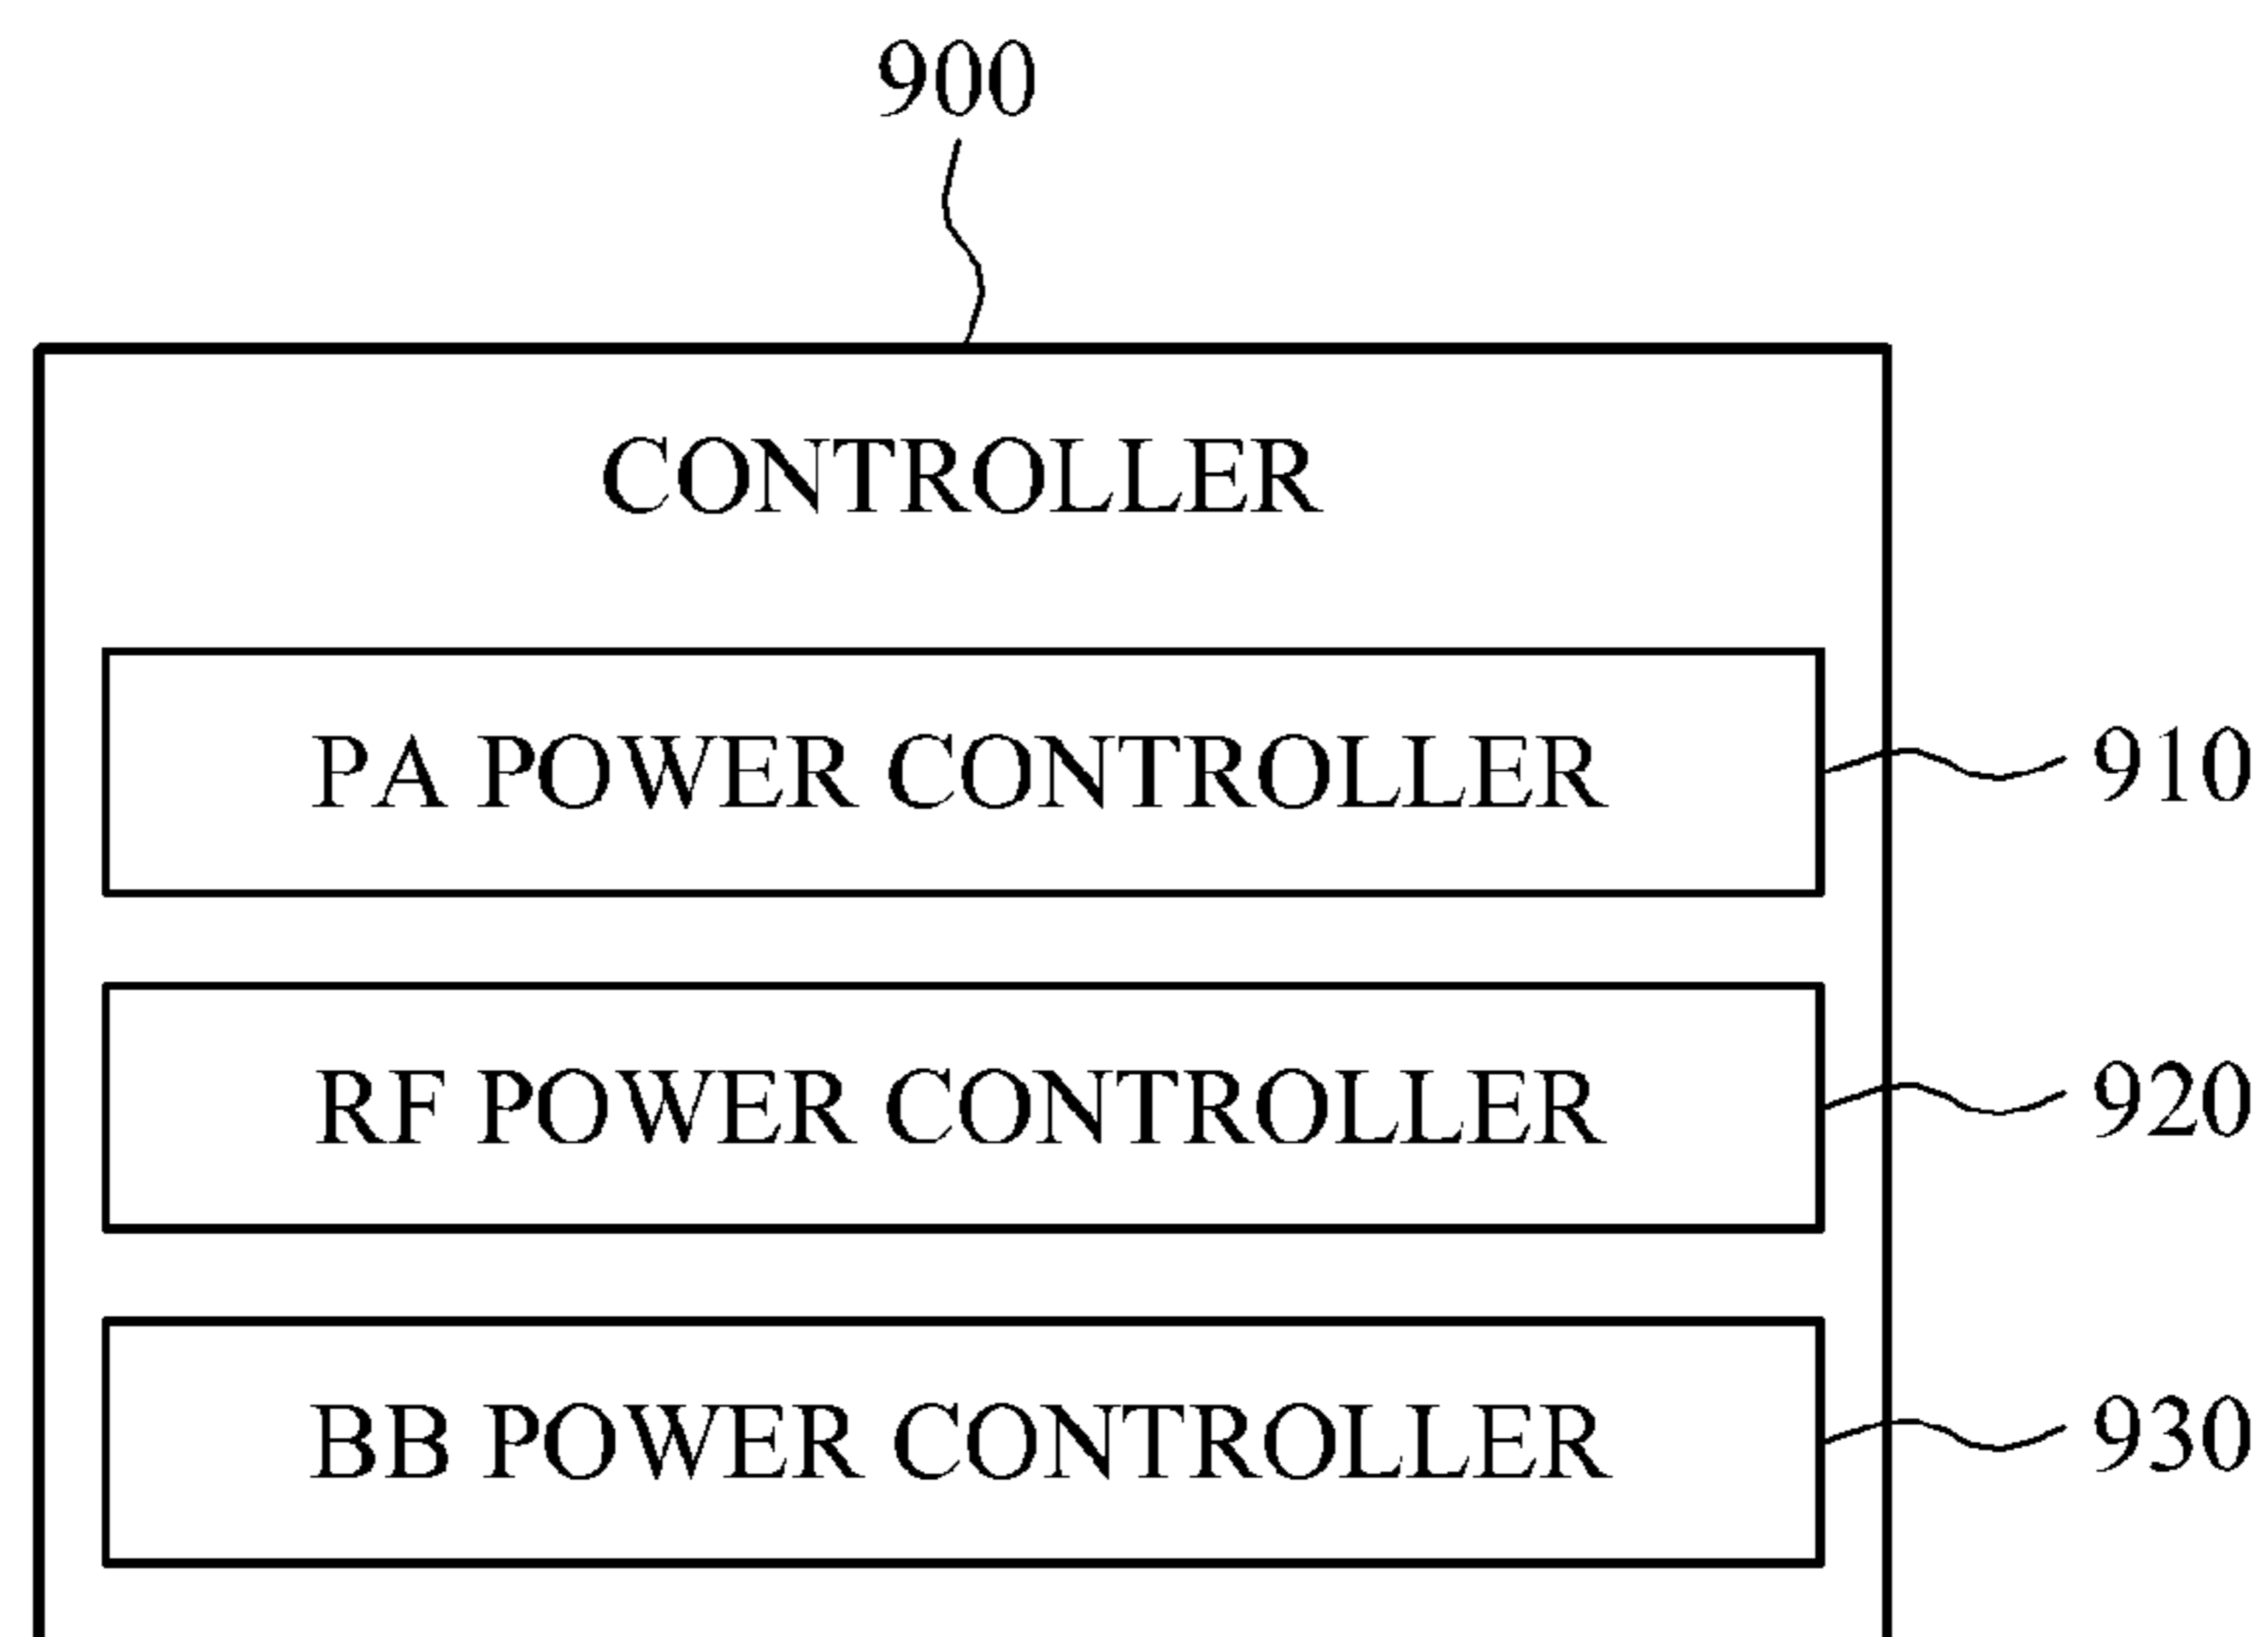 900
CONTROLLER
PA POWER CONTROLLER
910
RF POWER CONTROLLER
920
BB POWER CONTROLLER
930